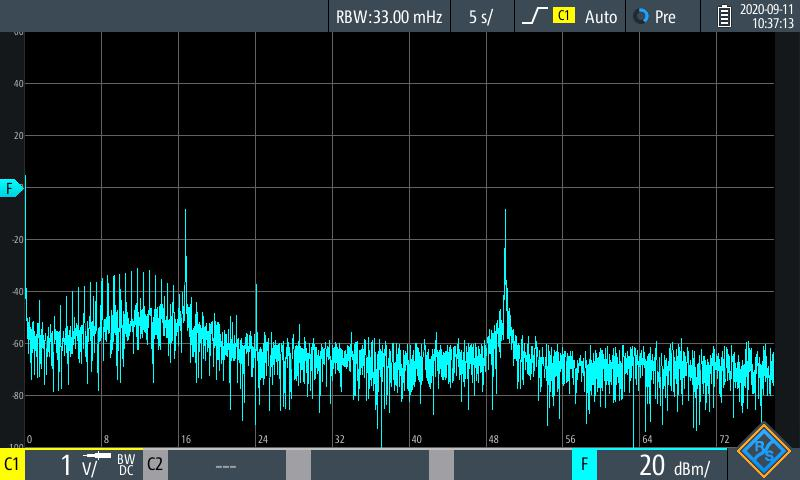 RBW:33.00 mHz 5 s/ C1 Auto Pre 2020-09-11
10:37:13
60
40
20
F
-20
-40
-60
-80
-100
0 8 16 24 32 40 48 56 64 72
C1 1 V/ BW
DC C2 --- F 20 dBm/
R&S